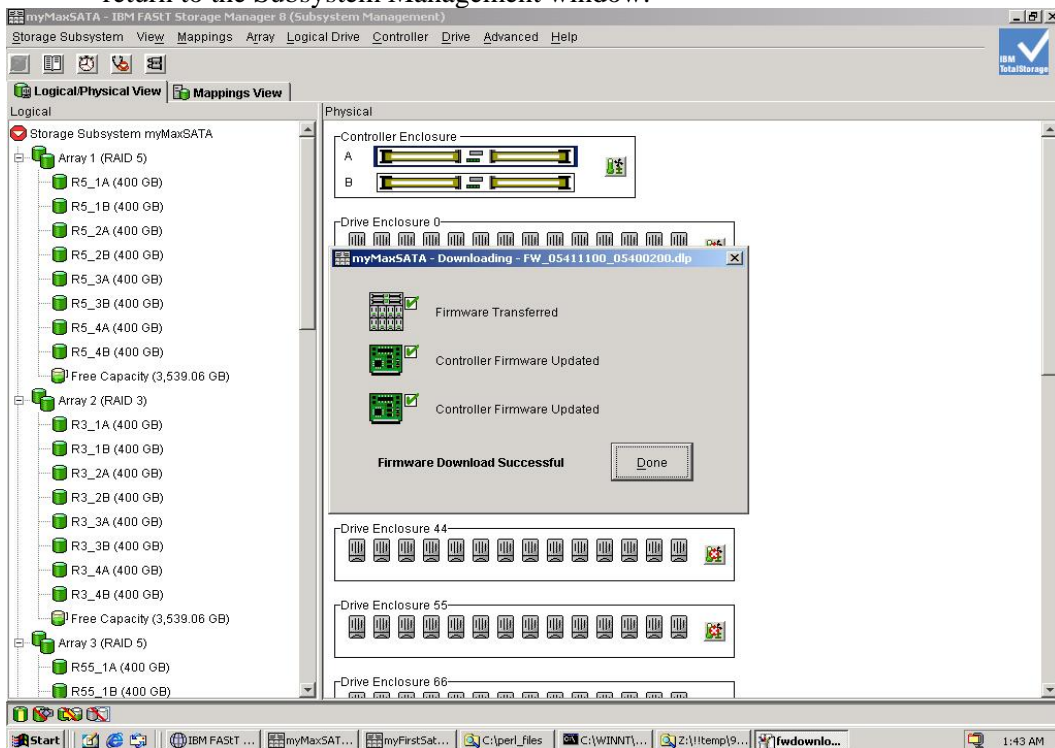 return to the Subsystem Management window.
myMaxSATA - IBM FAStT Storage Manager 8 (Subsystem Management)
Storage Subsystem View Mappings Array Logical Drive Controller Drive Advanced Help
IBM
TotalStorage
Logical/Physical View Mappings View
Logical
Physical
Storage Subsystem myMaxSATA
Array 1 (RAID 5)
R5_1A (400 GB)
R5_1B (400 GB)
R5_2A (400 GB)
R5_2B (400 GB)
R5_3A (400 GB)
R5_3B (400 GB)
R5_4A (400 GB)
R5_4B (400 GB)
Free Capacity (3,539.06 GB)
Array 2 (RAID 3)
R3_1A (400 GB)
R3_1B (400 GB)
R3_2A (400 GB)
R3_2B (400 GB)
R3_3A (400 GB)
R3_3B (400 GB)
R3_4A (400 GB)
R3_4B (400 GB)
Free Capacity (3,539.06 GB)
Array 3 (RAID 5)
R55_1A (400 GB)
R55_1B (400 GB)
Controller Enclosure
A
B
Drive Enclosure 0
myMaxSATA - Downloading - FW_05411100_05400200.dlp
Firmware Transferred
Controller Firmware Updated
Controller Firmware Updated
Firmware Download Successful
Done
Drive Enclosure 44
Drive Enclosure 55
Drive Enclosure 66
Start IBM FAStT ... myMaxSAT... myFirstSat... C:\perl_files C:\WINNT\... Z:\!!temp\9... fwdownlo... 1:43 AM